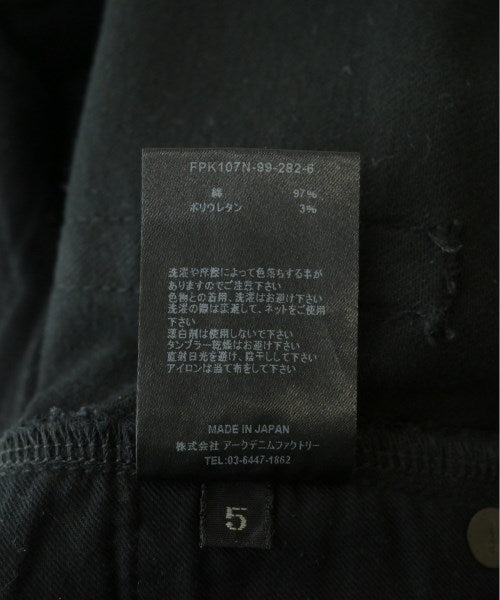 FPK107N-99-282-6
綿 97%
ポリウレタン 3%
洗濯や摩擦によって色落ちする事が
ありますのでご注意下さい
色物との着用、洗濯はお避け下さい
洗濯の際は裏返して、ネットをご使用
下さい
漂白剤は使用しないで下さい
タンブラー乾燥はお避け下さい
直射日光を避け、陰干しして下さい
アイロンは当て布をして下さい
MADE IN JAPAN
株式会社 アークデニムファクトリー
TEL:03-6447-1862
5